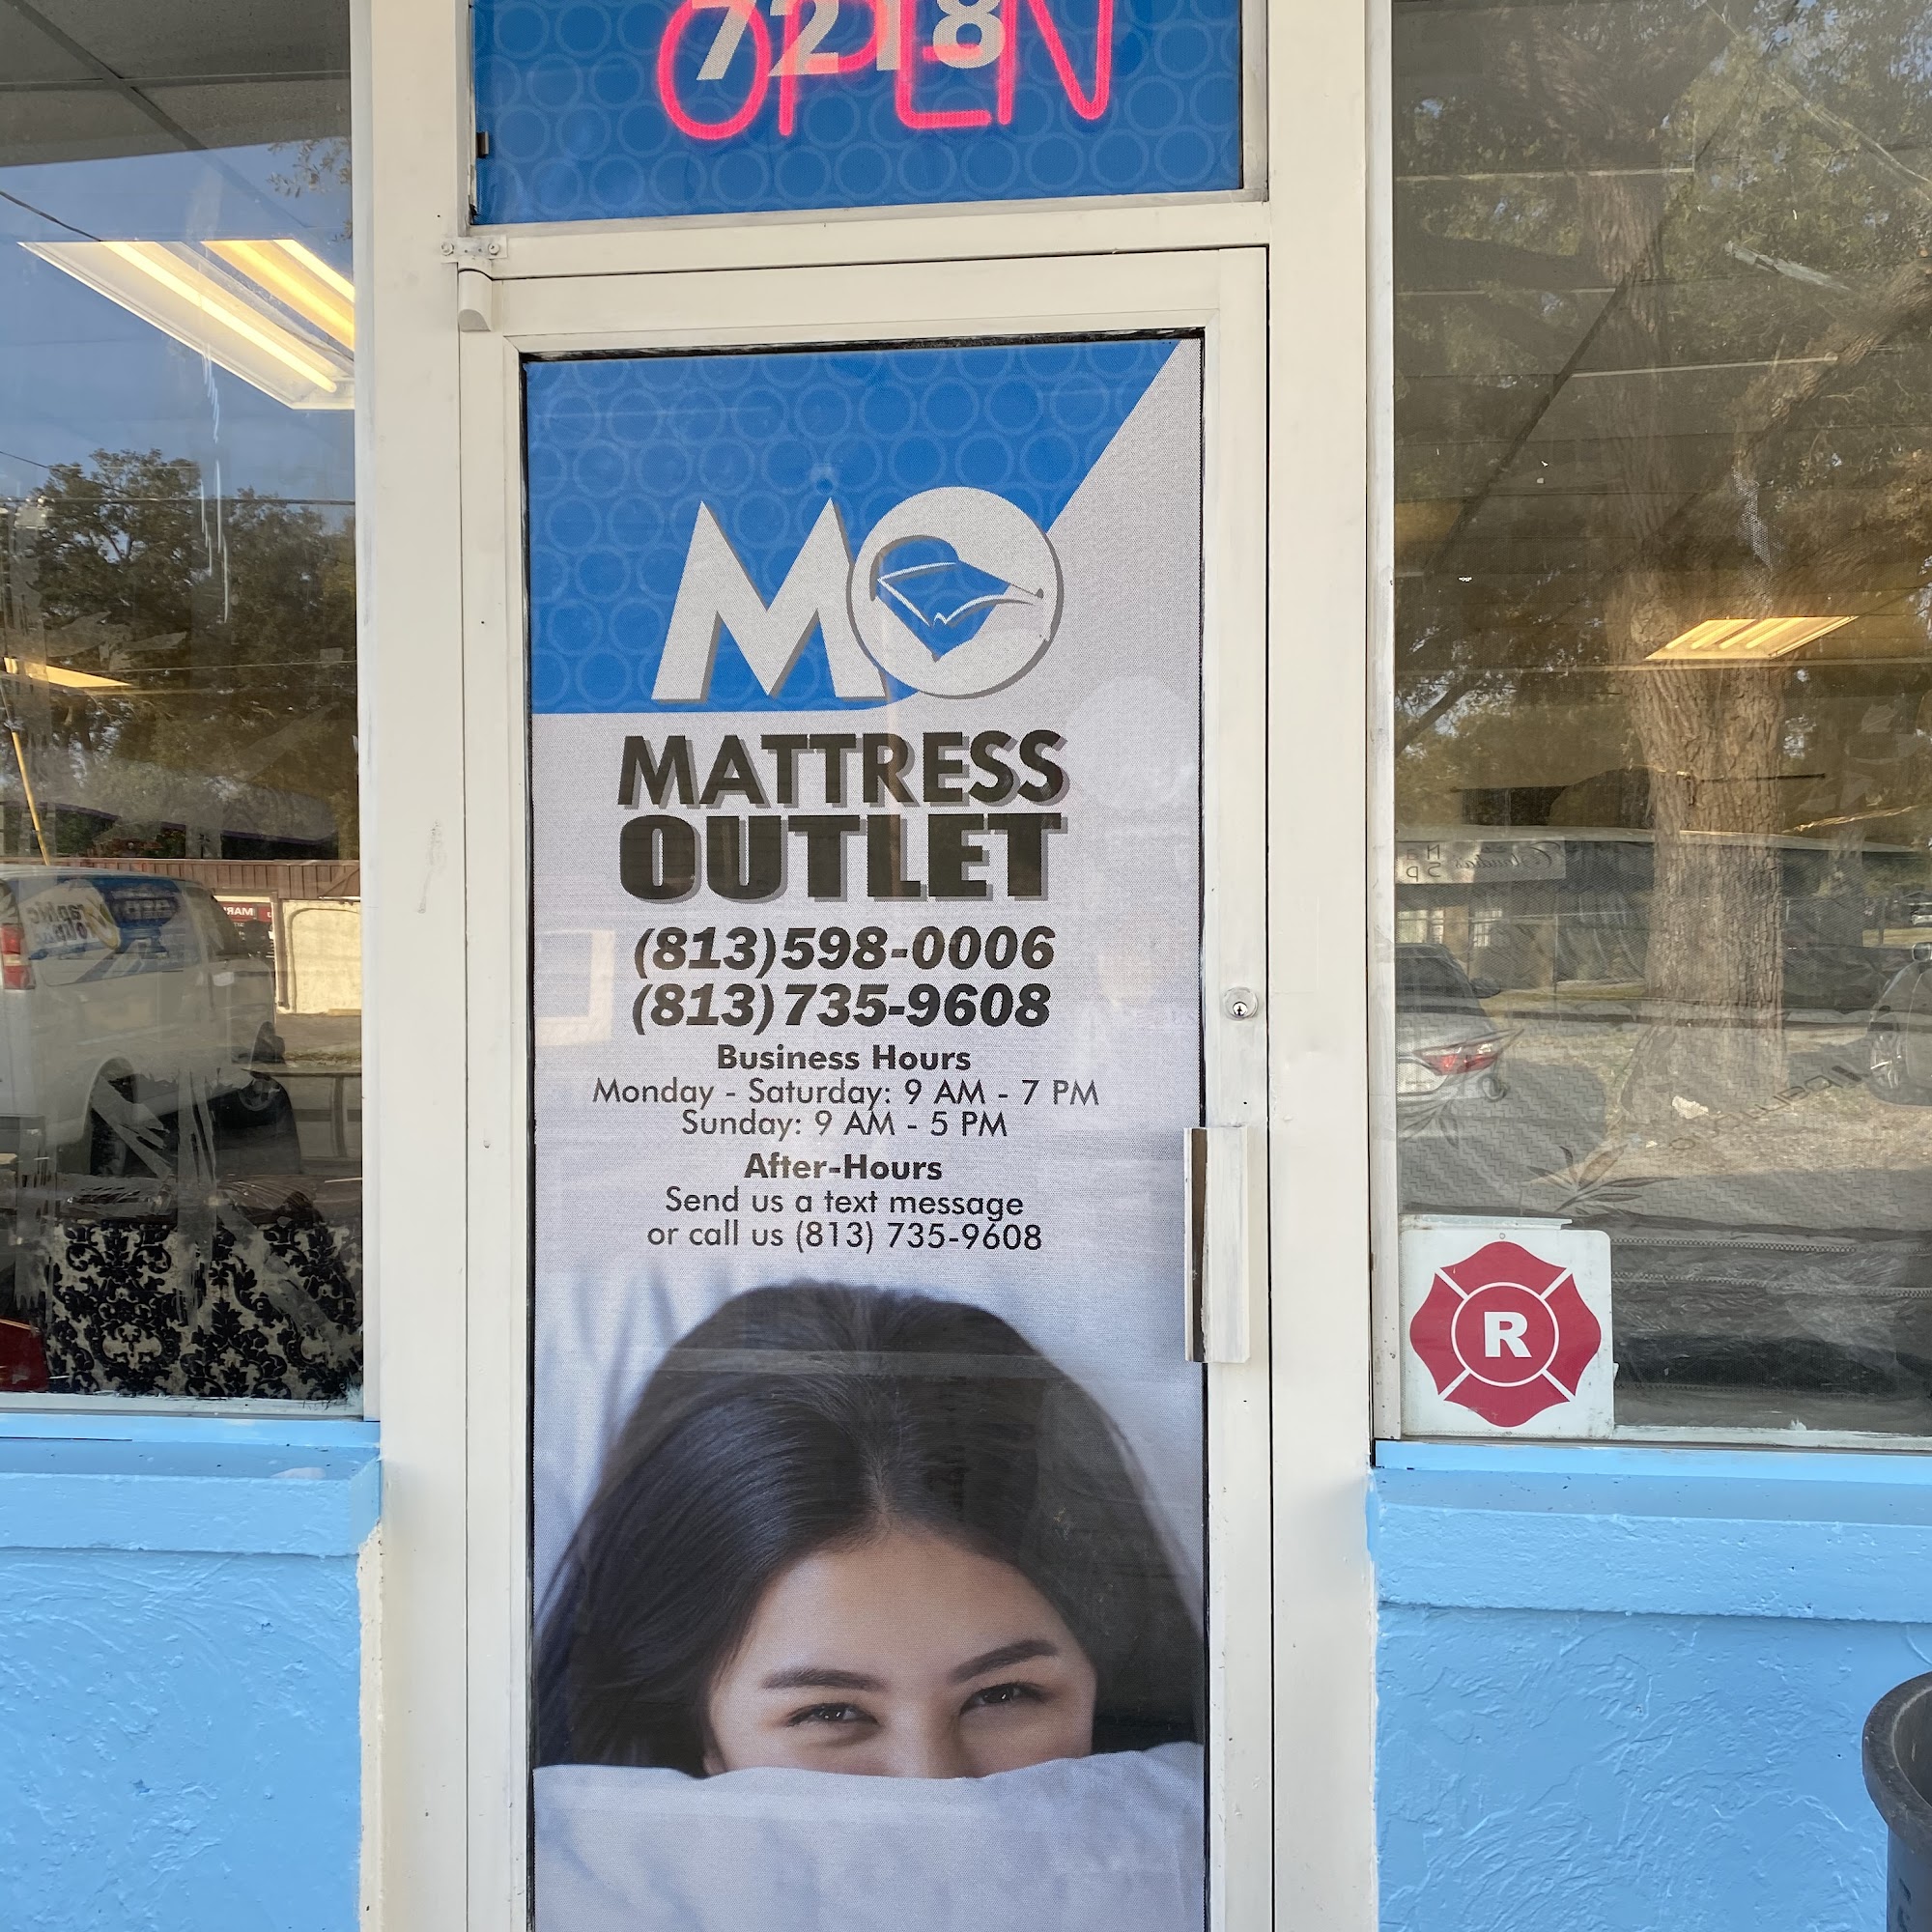 7218
OPEN
MO
MATTRESS
OUTLET
(813)598-0006
(813)735-9608
Business Hours
Monday - Saturday: 9 AM - 7 PM
Sunday: 9 AM - 5 PM
After-Hours
Send us a text message
or call us (813) 735-9608
R